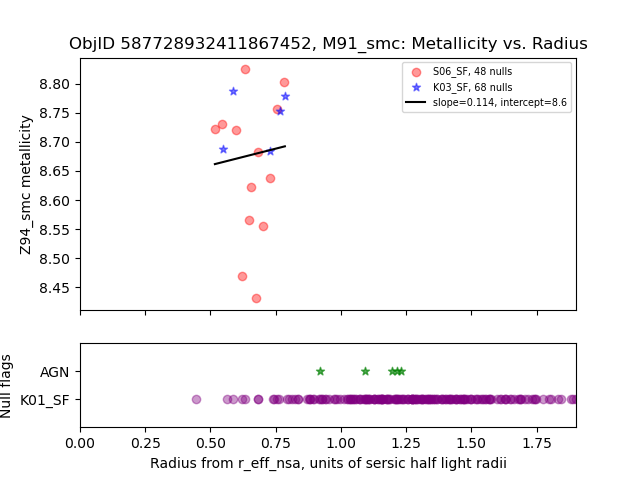 ObjID 587728932411867452, M91_smc: Metallicity vs. Radius
S06_SF, 48 nulls
K03_SF, 68 nulls
slope=0.114, intercept=8.6
Z94_smc metallicity
8.80
8.75
8.70
8.65
8.60
8.55
8.50
8.45
Null flags
AGN
K01_SF
0.00 0.25 0.50 0.75 1.00 1.25 1.50 1.75
Radius from r_eff_nsa, units of sersic half light radii